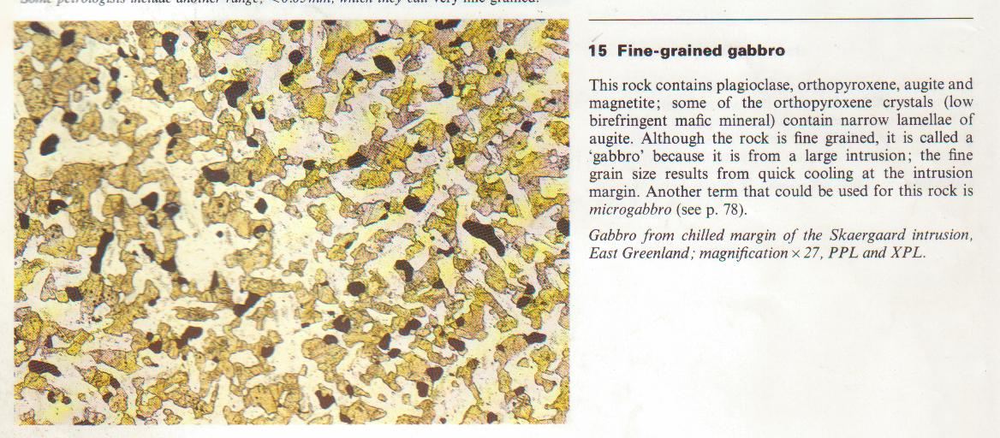 Some petrologists include another range, <0.05 mm, which they call very fine grained.
15 Fine-grained gabbro
This rock contains plagioclase, orthopyroxene, augite and
magnetite; some of the orthopyroxene crystals (low
birefringent mafic mineral) contain narrow lamellae of
augite. Although the rock is fine grained, it is called a
‘gabbro’ because it is from a large intrusion; the fine
grain size results from quick cooling at the intrusion
margin. Another term that could be used for this rock is
microgabbro (see p. 78).
Gabbro from chilled margin of the Skaergaard intrusion,
East Greenland; magnification × 27, PPL and XPL.